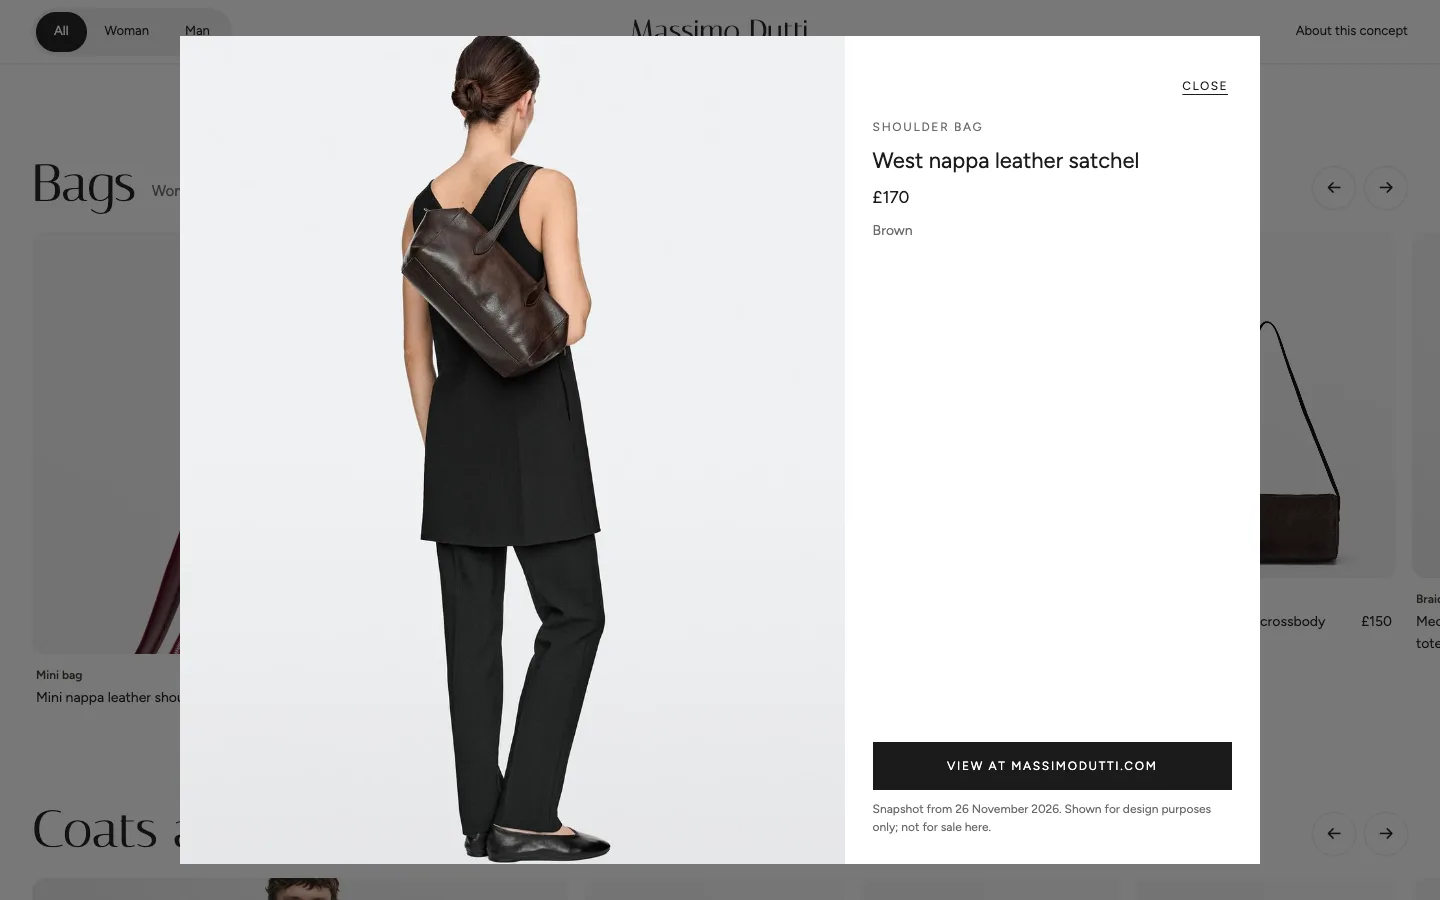 All Woman Man
Massimo Dutti
About this concept
CLOSE
SHOULDER BAG
West nappa leather satchel
£170
Brown
VIEW AT MASSIMODUTTI.COM
Snapshot from 26 November 2026. Shown for design purposes
only; not for sale here.
Bags
Mini bag
Mini nappa leather
crossbody £150
Coats